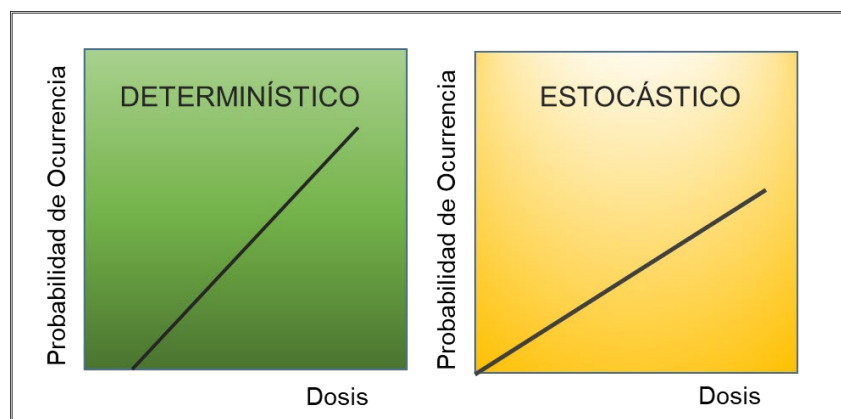 DETERMINÍSTICO
Probabilidad de Ocurrencia
Dosis
ESTOCÁSTICO
Probabilidad de Ocurrencia
Dosis